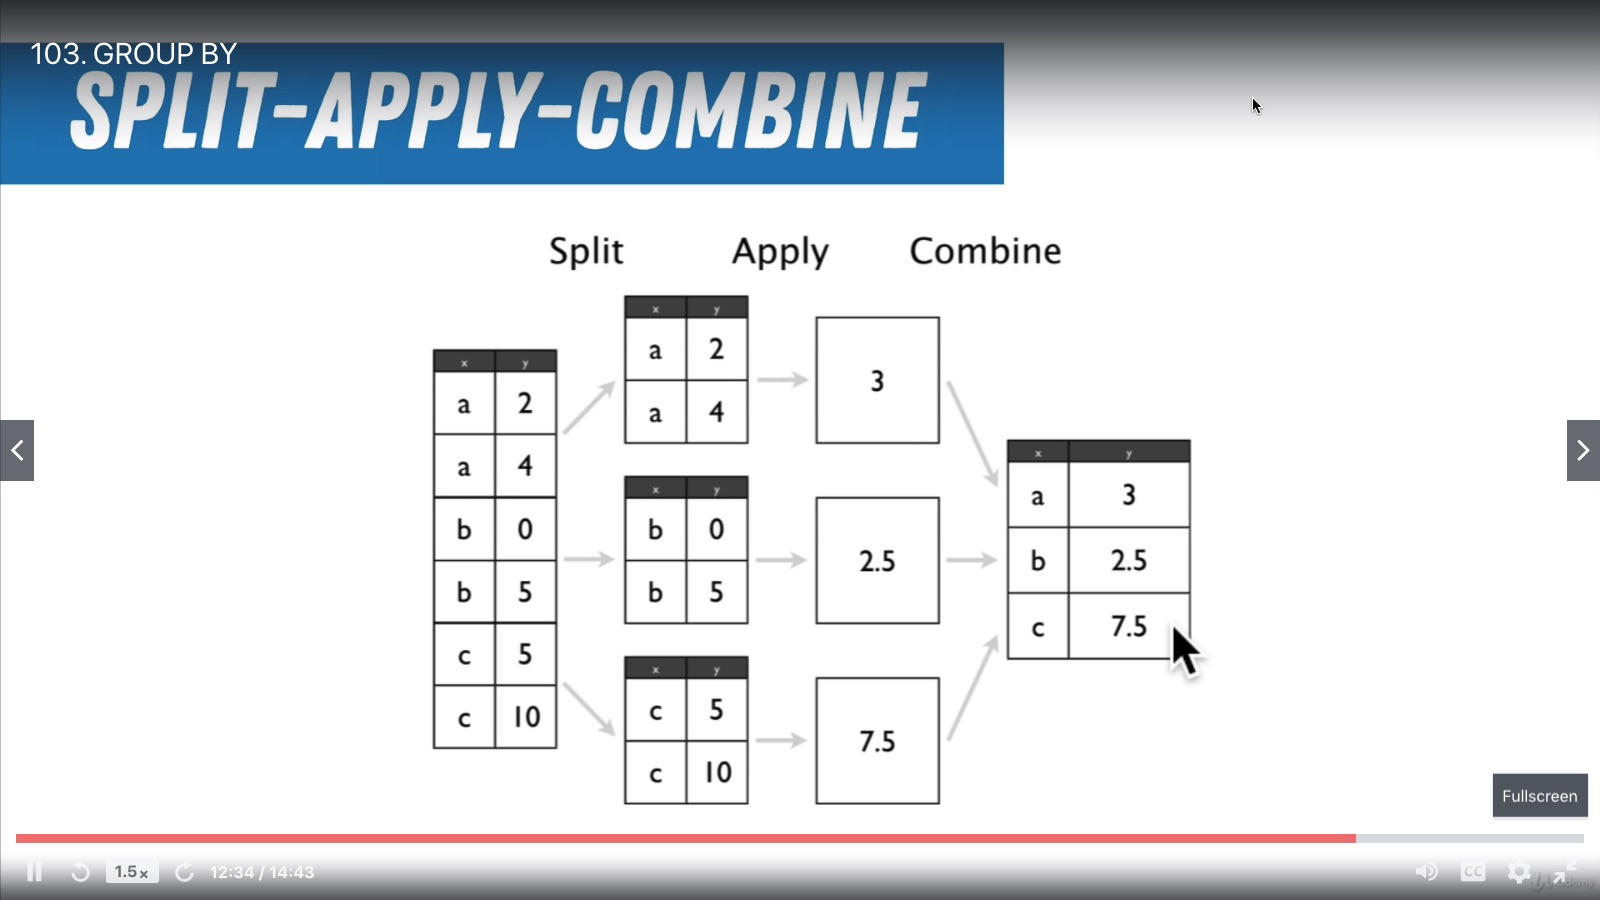 103. GROUP BY
SPLIT-APPLY-COMBINE
Split Apply Combine
x y
a 2
a 4
b 0
b 5
c 5
c 10
x y
a 2
a 4
x y
b 0
b 5
x y
c 5
c 10
3
2.5
7.5
x y
a 3
b 2.5
c 7.5
Fullscreen
1.5x
12:34 / 14:43
CC
Udemy